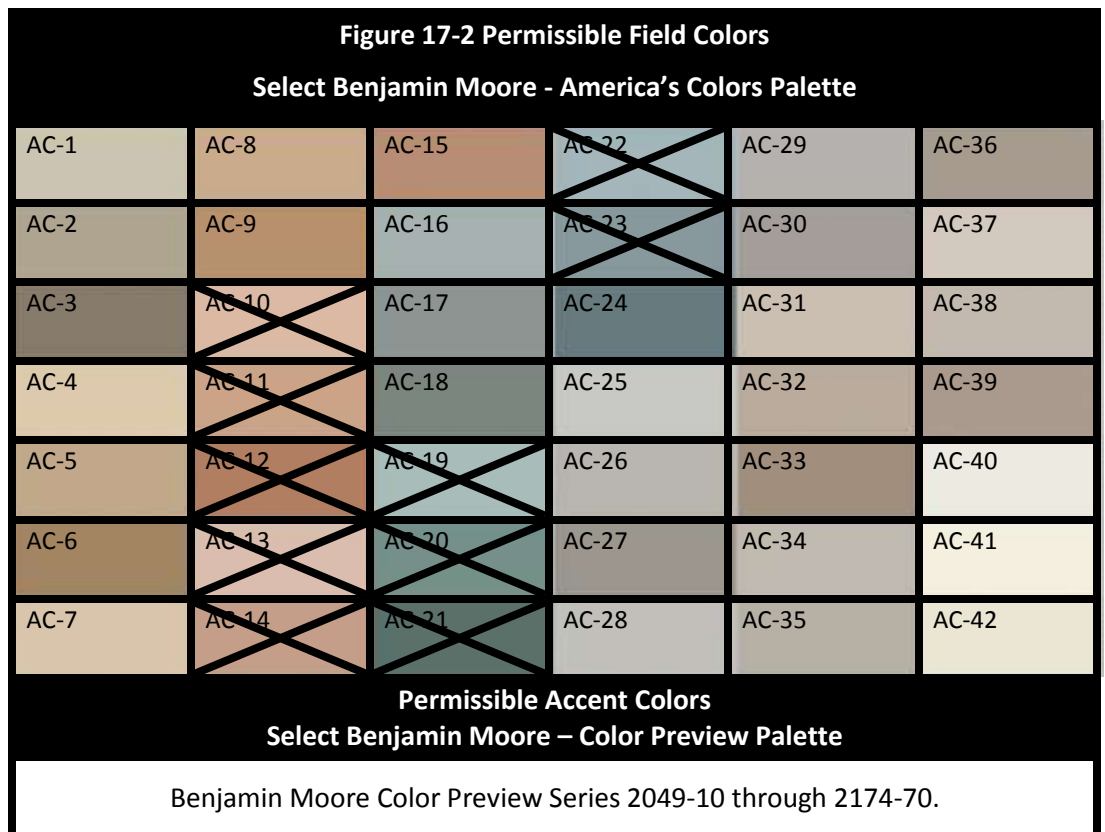 Figure 17-2 Permissible Field Colors
Select Benjamin Moore - America's Colors Palette
AC-1 AC-8 AC-15 AC-22 AC-29 AC-36
AC-2 AC-9 AC-16 AC-23 AC-30 AC-37
AC-3 AC-10 AC-17 AC-24 AC-31 AC-38
AC-4 AC-11 AC-18 AC-25 AC-32 AC-39
AC-5 AC-12 AC-19 AC-26 AC-33 AC-40
AC-6 AC-13 AC-20 AC-27 AC-34 AC-41
AC-7 AC-14 AC-21 AC-28 AC-35 AC-42
Permissible Accent Colors
Select Benjamin Moore – Color Preview Palette
Benjamin Moore Color Preview Series 2049-10 through 2174-70.